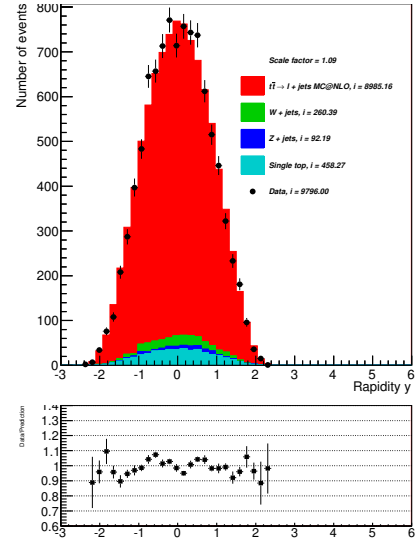 Number of events
800
700
600
500
400
300
200
100
0
Scale factor = 1.09
tt̄ → l + jets MC@NLO, i = 8985.16
W + jets, i = 260.39
Z + jets, i = 92.19
Single top, i = 458.27
Data, i = 9796.00
-3 -2 -1 0 1 2 3 4 5 6
Rapidity y
Data/Prediction
1.4
1.3
1.2
1.1
1
0.9
0.8
0.7
0.6
-3 -2 -1 0 1 2 3 4 5 6